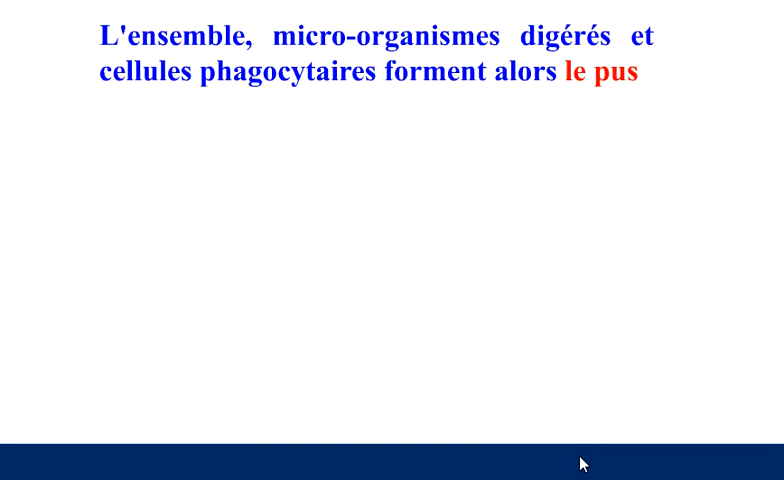 L'ensemble, micro-organismes digérés et
cellules phagocytaires forment alors le pus